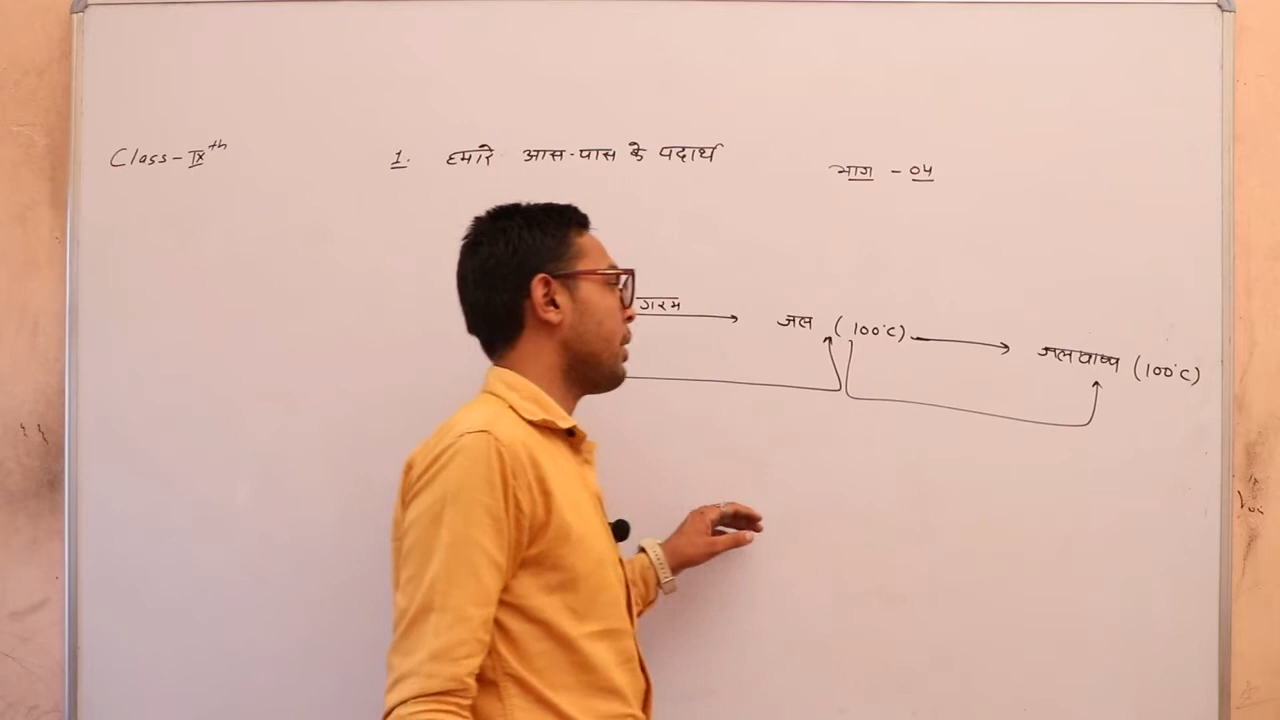 Class-IXth 1. हमारे आस-पास के पदार्थ भाग - 04
गरम
जल (100°C) जलवाष्प (100°C)